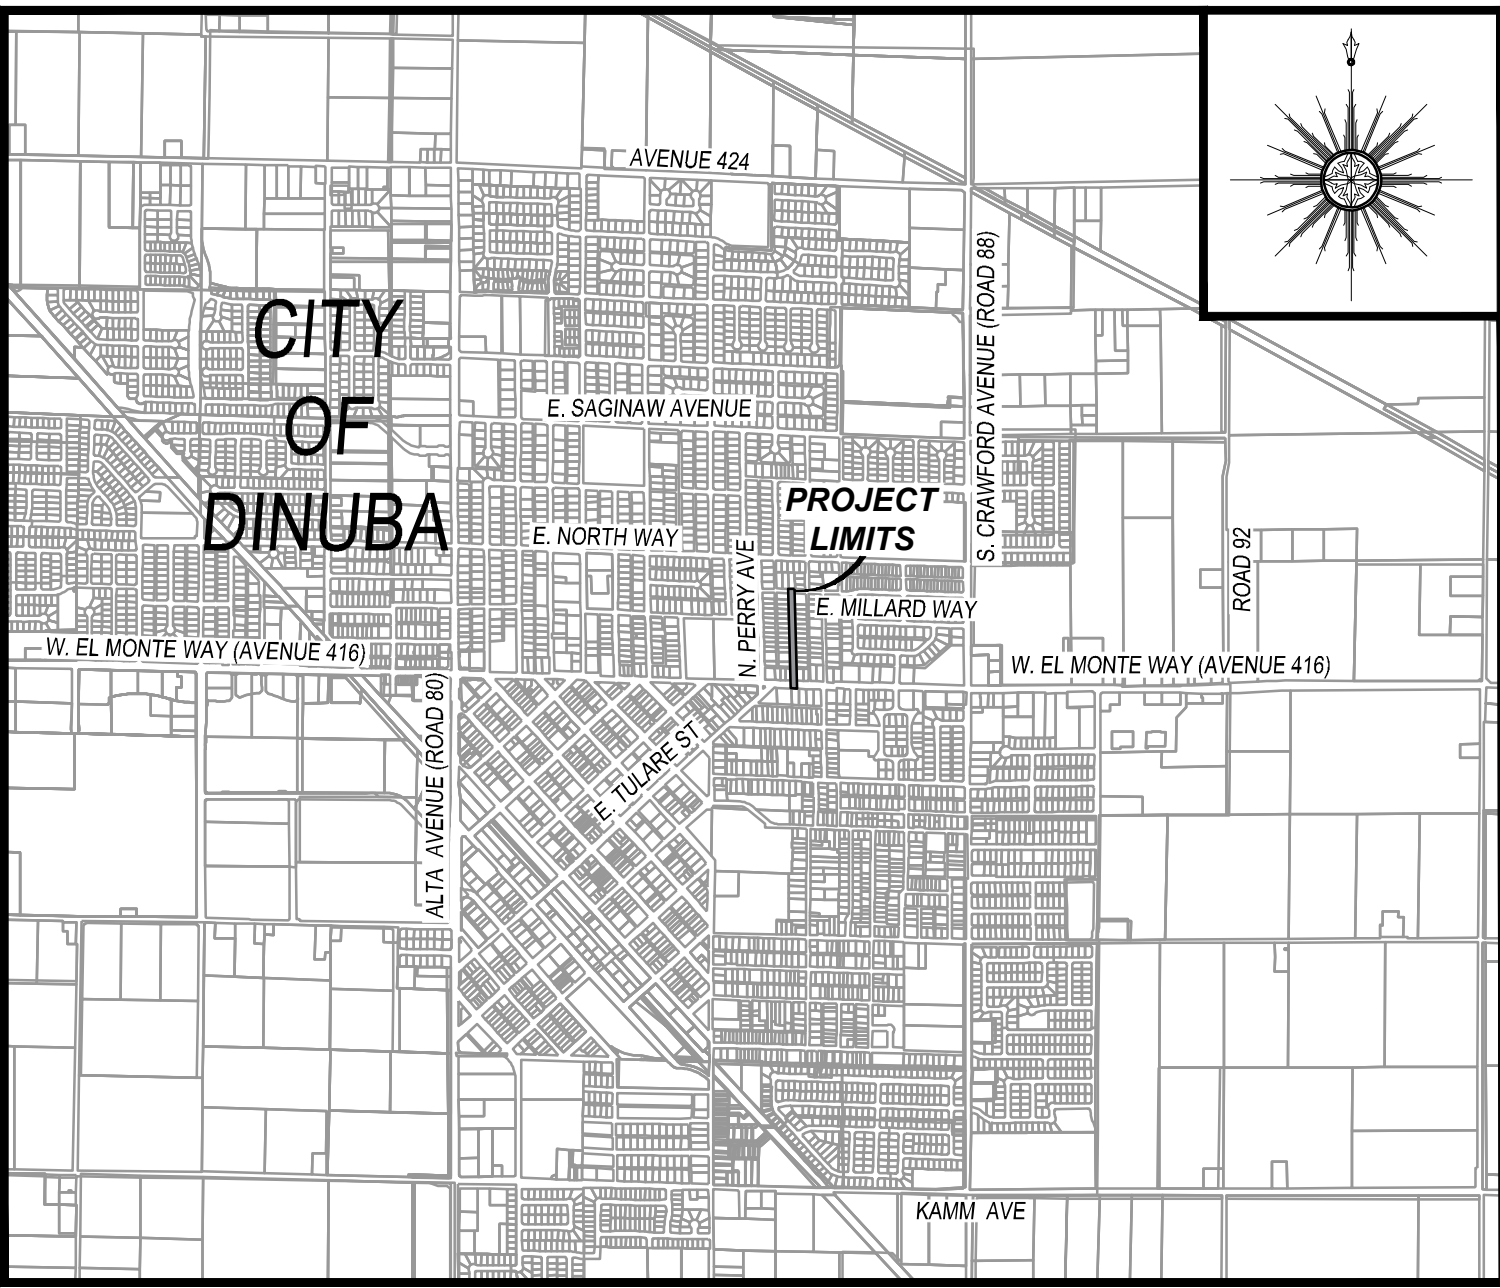 AVENUE 424
S. CRAWFORD AVENUE (ROAD 88)
CITY
OF
DINUBA
E. SAGINAW AVENUE
PROJECT
LIMITS
E. NORTH WAY
N. PERRY AVE
ROAD 92
E. MILLARD WAY
W. EL MONTE WAY (AVENUE 416)
W. EL MONTE WAY (AVENUE 416)
ALTA AVENUE (ROAD 80)
E. TULARE ST
KAMM AVE